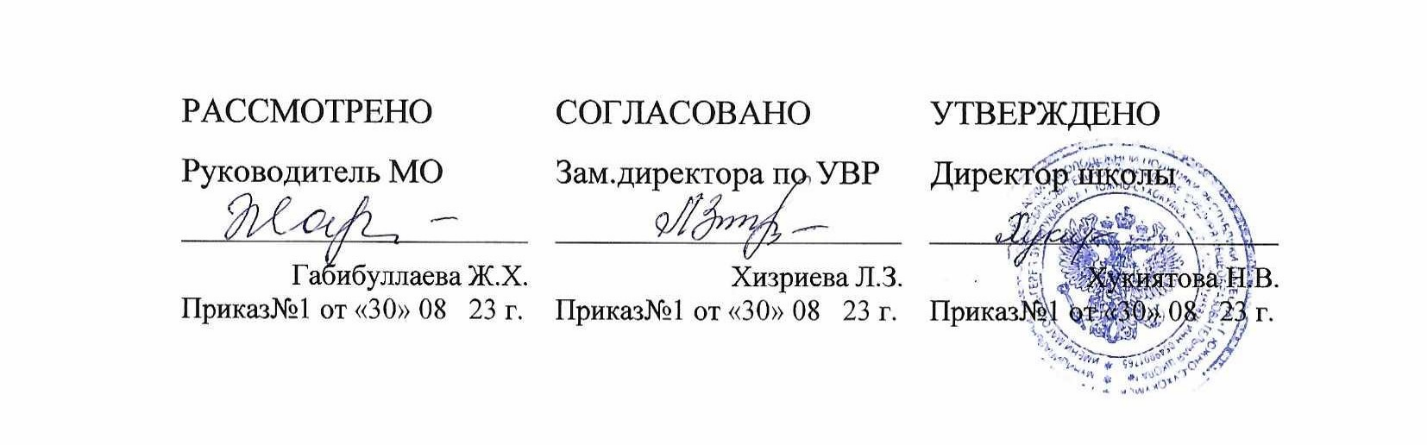 РАССМОТРЕНО
Руководитель МО
Габибуллаева Ж.Х.
Приказ№1 от «30» 08 23 г.
СОГЛАСОВАНО
Зам.директора по УВР
Хизриева Л.З.
Приказ№1 от «30» 08 23 г.
УТВЕРЖДЕНО
Директор школы
Хукиятова Н.В.
Приказ№1 от «30» 08 23 г.